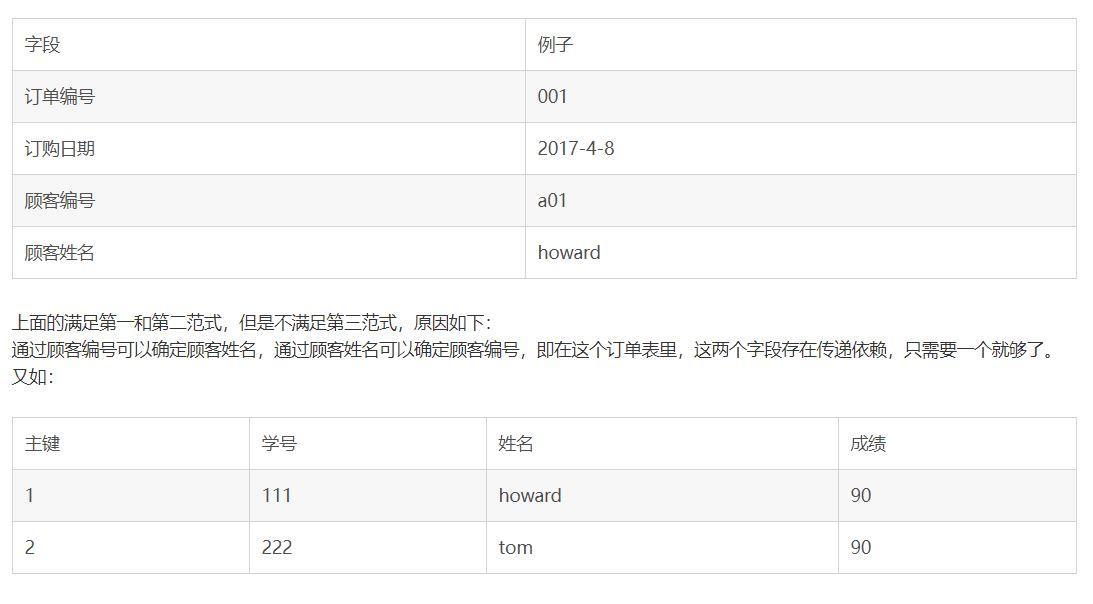 字段 例子
订单编号 001
订购日期 2017-4-8
顾客编号 a01
顾客姓名 howard
上面的满足第一和第二范式，但是不满足第三范式，原因如下：
通过顾客编号可以确定顾客姓名，通过顾客姓名可以确定顾客编号，即在这个订单表里，这两个字段存在传递依赖，只需要一个就够了。
又如：
主键 学号 姓名 成绩
1 111 howard 90
2 222 tom 90